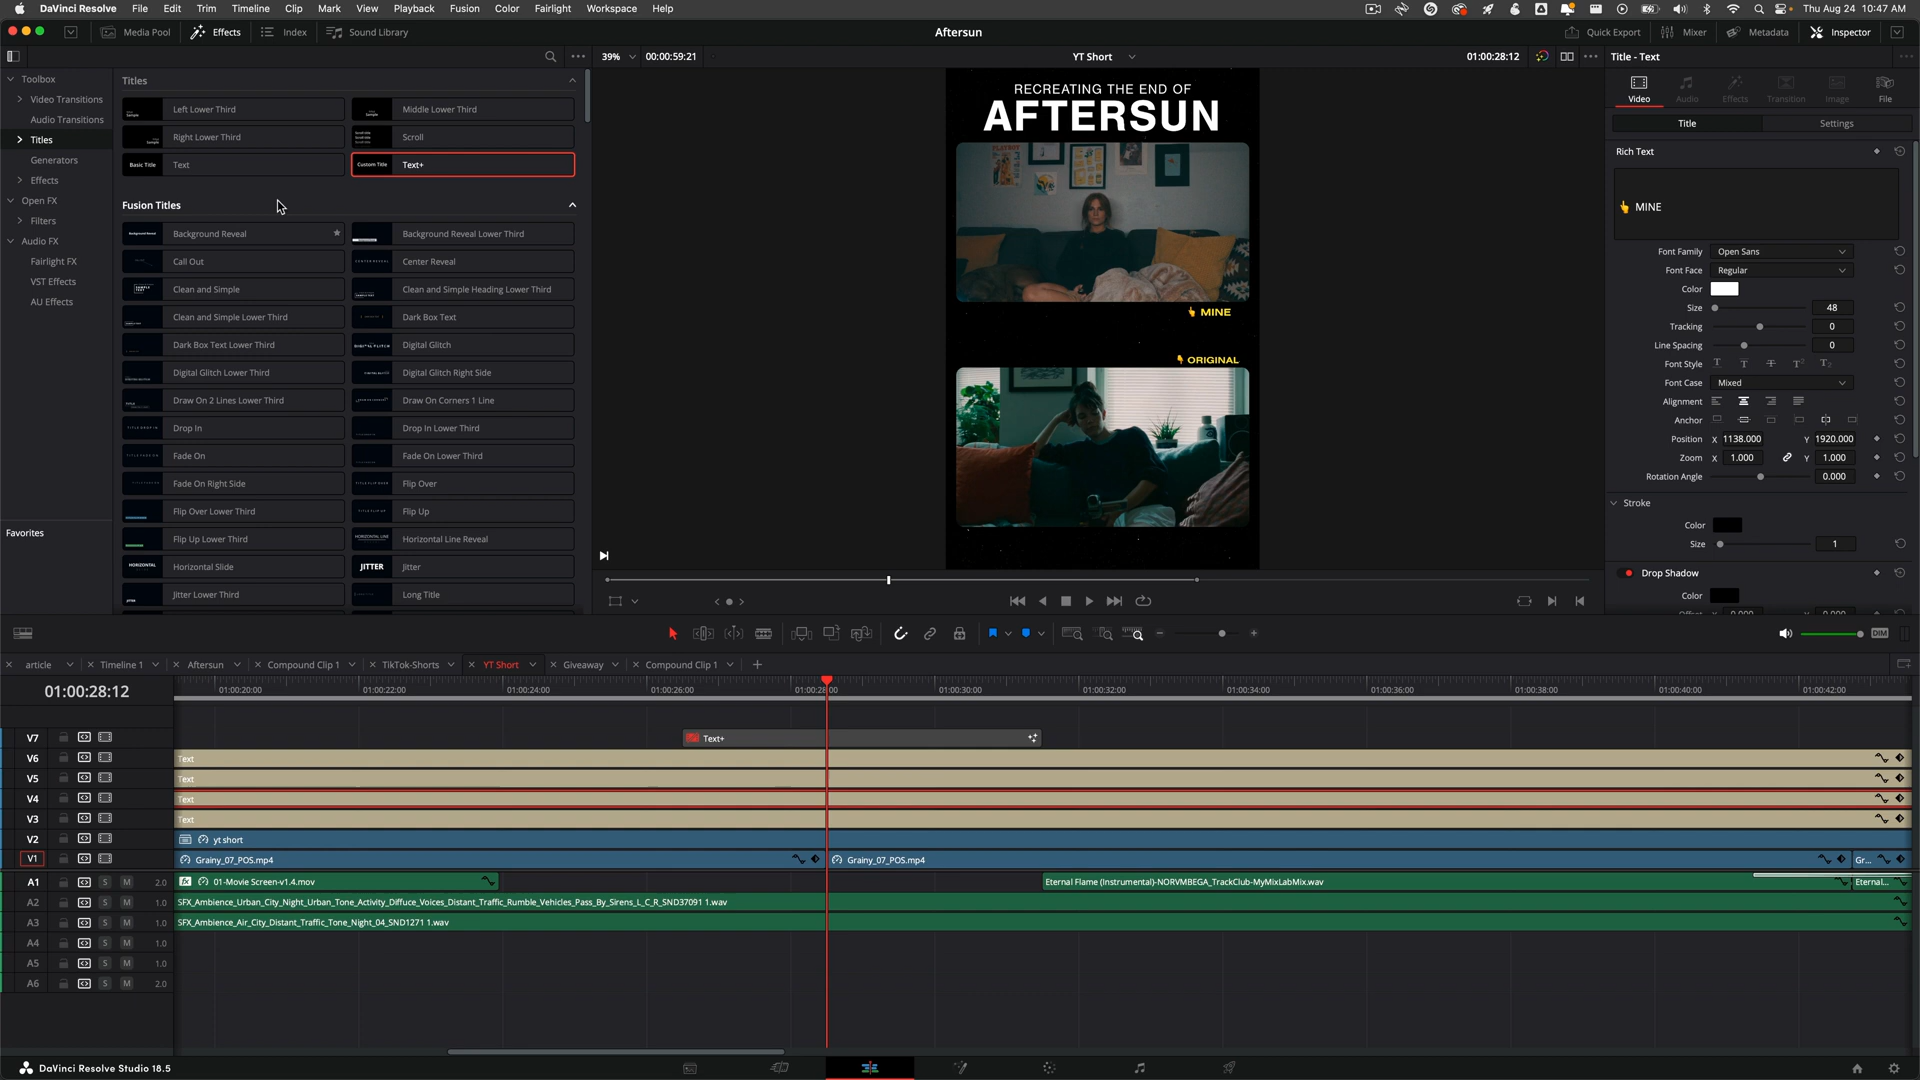 DaVinci Resolve File Edit Trim Timeline Clip Mark View Playback Fusion Color Fairlight Workspace Help
Thu Aug 24 10:47 AM
Media Pool Effects Index Sound Library
Aftersun
Quick Export Mixer Metadata Inspector
39% 00:00:59:21
YT Short
01:00:28:12
Title - Text
Toolbox
Video Transitions
Audio Transitions
Titles
Generators
Effects
Open FX
Filters
Audio FX
Fairlight FX
VST Effects
AU Effects
Favorites
Titles
Left Lower Third
Middle Lower Third
Right Lower Third
Scroll
Basic Title Text
Custom Title Text+
Fusion Titles
Background Reveal
Background Reveal Lower Third
Call Out
Center Reveal
Clean and Simple
Clean and Simple Heading Lower Third
Clean and Simple Lower Third
Dark Box Text
Dark Box Text Lower Third
Digital Glitch
Digital Glitch Lower Third
Digital Glitch Right Side
Draw On 2 Lines Lower Third
Draw On Corners 1 Line
Drop In
Drop In Lower Third
Fade On
Fade On Lower Third
Fade On Right Side
Flip Over
Flip Over Lower Third
Flip Up
Flip Up Lower Third
Horizontal Line Reveal
HORIZONTAL Horizontal Slide
JITTER Jitter
Jitter Lower Third
Long Title
RECREATING THE END OF
AFTERSUN
MINE
ORIGINAL
Video Audio Effects Transition Image File
Title Settings
Rich Text
MINE
Font Family Open Sans
Font Face Regular
Color
Size 48
Tracking 0
Line Spacing 0
Font Style
Font Case Mixed
Alignment
Anchor
Position X 1138.000 Y 1920.000
Zoom X 1.000 Y 1.000
Rotation Angle 0.000
Stroke
Color
Size 1
Drop Shadow
Color
DIM
article Timeline 1 Aftersun Compound Clip 1 TikTok-Shorts YT Short Giveaway Compound Clip 1
01:00:28:12
01:00:20:00 01:00:22:00 01:00:24:00 01:00:26:00 01:00:28:00 01:00:30:00 01:00:32:00 01:00:34:00 01:00:36:00 01:00:38:00 01:00:40:00 01:00:42:00
V7 Text+
V6 Text
V5 Text
V4 Text
V3 Text
V2 yt short
V1 Grainy_07_POS.mp4 Grainy_07_POS.mp4 Gr...
A1 S M 2.0 fx 01-Movie Screen-v1.4.mov Eternal Flame (Instrumental)-NORVMBEGA_TrackClub-MyMixLabMix.wav Eternal...
A2 S M 1.0 SFX_Ambience_Urban_City_Night_Urban_Tone_Activity_Diffuce_Voices_Distant_Traffic_Rumble_Vehicles_Pass_By_Sirens_L_C_R_SND37091 1.wav
A3 S M 1.0 SFX_Ambience_Air_City_Distant_Traffic_Tone_Night_04_SND1271 1.wav
A4 S M 1.0
A5 S M 1.0
A6 S M 2.0
DaVinci Resolve Studio 18.5